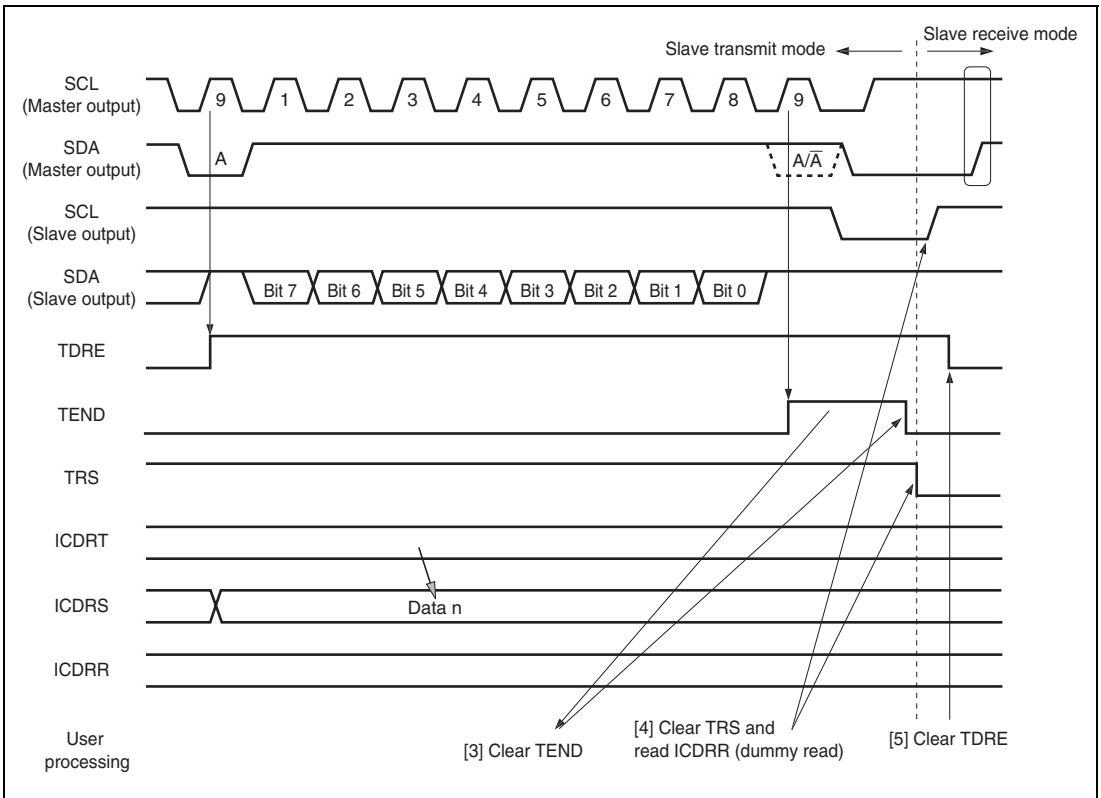 Slave transmit mode
Slave receive mode
SCL
(Master output)
9 1 2 3 4 5 6 7 8 9
SDA
(Master output)
A
A/A̅
SCL
(Slave output)
SDA
(Slave output)
Bit 7 Bit 6 Bit 5 Bit 4 Bit 3 Bit 2 Bit 1 Bit 0
TDRE
TEND
TRS
ICDRT
ICDRS
Data n
ICDRR
User
processing
[3] Clear TEND
[4] Clear TRS and
read ICDRR (dummy read)
[5] Clear TDRE